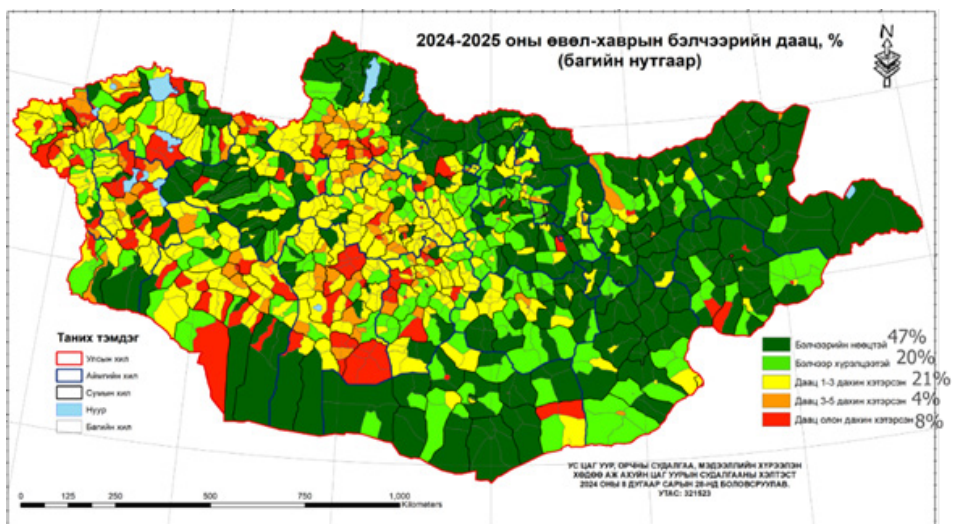 2024-2025 оны өвөл-хаврын бэлчээрийн даац, %
(багийн нутгаар)
N
Таних тэмдэг
Улсын хил
Аймгийн хил
Сумын хил
Нуур
Багийн хил
Бэлчээрийн нөөцтэй 47%
Бэлчээр хүрэлцээтэй 20%
Даац 1-3 дахин хэтэрсэн 21%
Даац 3-5 дахин хэтэрсэн 4%
Даац олон дахин хэтэрсэн 8%
УС ЦАГ УУР, ОРЧНЫ СУДАЛГАА, МЭДЭЭЛЛИЙН ХҮРЭЭЛЭН
ХӨДӨӨ АЖ АХУЙН ЦАГ УУРЫН СУДАЛГААНЫ ХЭЛТЭСТ
2024 ОНЫ 8 ДУГААР САРЫН 28-НД БОЛОВСРУУЛАВ.
УТАС: 321523
0 125 250 500 750 1,000
Kilometers